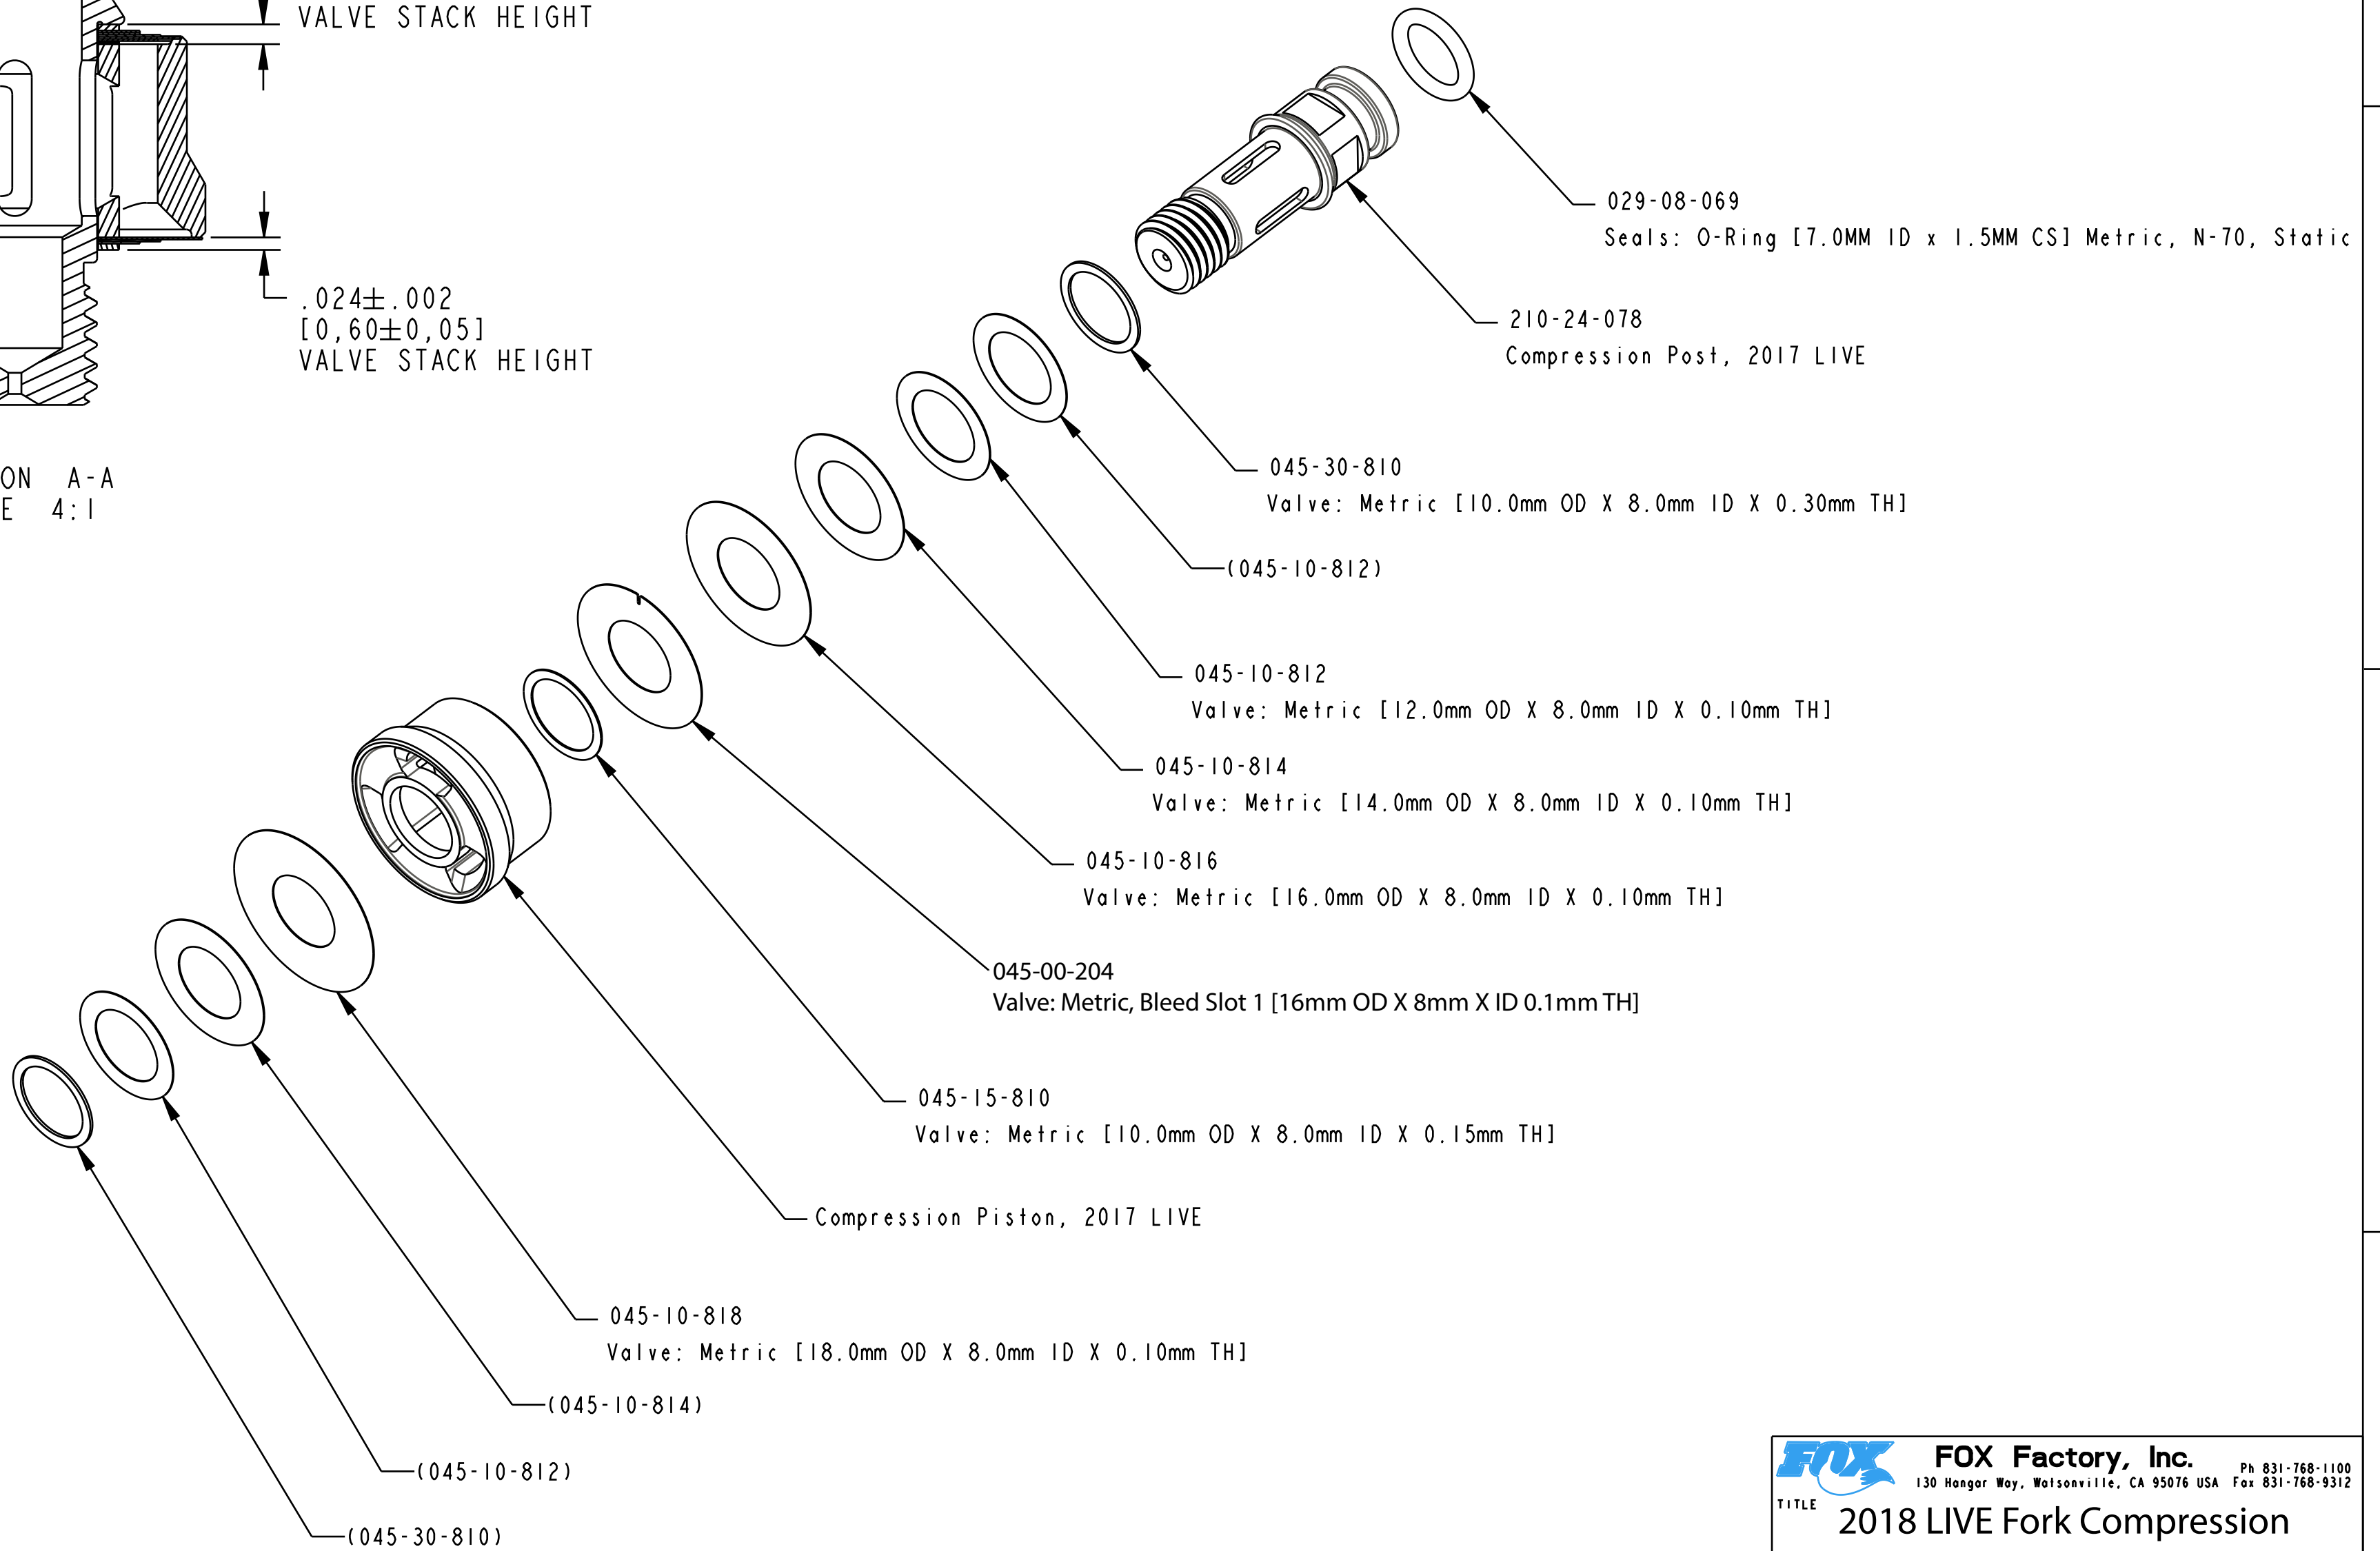 VALVE STACK HEIGHT
.024±.002
[0,60±0,05]
VALVE STACK HEIGHT
ON A-A
E 4:1
029-08-069
Seals: O-Ring [7.0MM ID x 1.5MM CS] Metric, N-70, Static
210-24-078
Compression Post, 2017 LIVE
045-30-810
Valve: Metric [10.0mm OD X 8.0mm ID X 0.30mm TH]
(045-10-812)
045-10-812
Valve: Metric [12.0mm OD X 8.0mm ID X 0.10mm TH]
045-10-814
Valve: Metric [14.0mm OD X 8.0mm ID X 0.10mm TH]
045-10-816
Valve: Metric [16.0mm OD X 8.0mm ID X 0.10mm TH]
045-00-204
Valve: Metric, Bleed Slot 1 [16mm OD X 8mm X ID 0.1mm TH]
045-15-810
Valve: Metric [10.0mm OD X 8.0mm ID X 0.15mm TH]
Compression Piston, 2017 LIVE
045-10-818
Valve: Metric [18.0mm OD X 8.0mm ID X 0.10mm TH]
(045-10-814)
(045-10-812)
(045-30-810)
FOX
FOX Factory, Inc.
130 Hangar Way, Watsonville, CA 95076 USA
Ph 831-768-1100
Fax 831-768-9312
TITLE
2018 LIVE Fork Compression